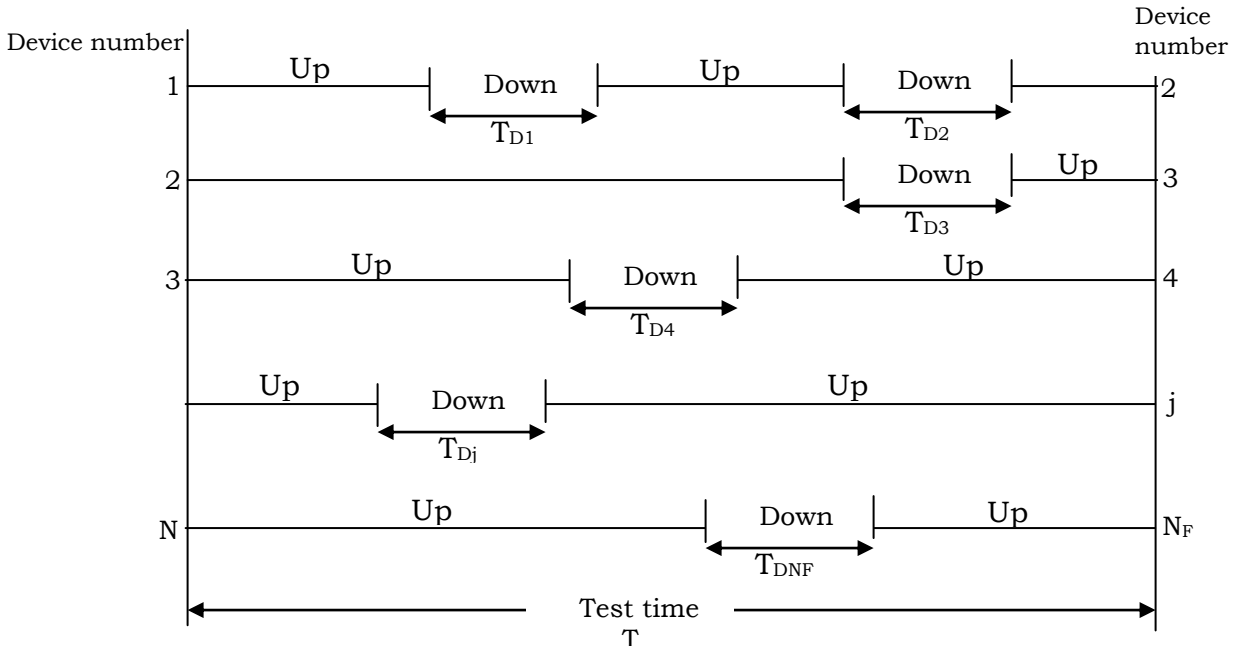 Device number
Device
number
1 Up Down Up Down 2
T_D1 T_D2
2 Down Up 3
T_D3
3 Up Down Up 4
T_D4
Up Down Up j
T_Dj
N Up Down Up N_F
T_DNF
Test time
T